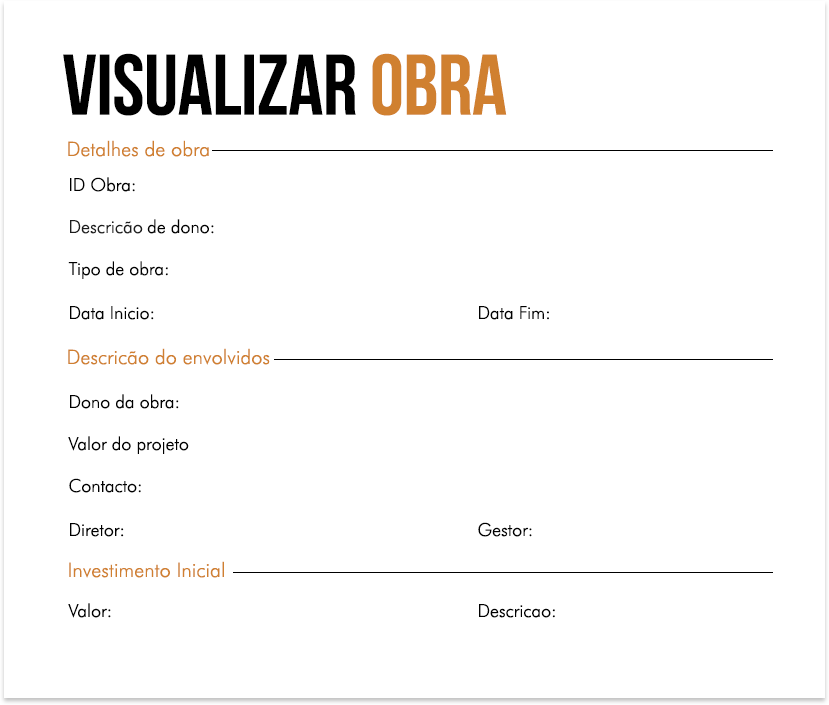 VISUALIZAR OBRA
Detalhes de obra
ID Obra:
Descricão de dono:
Tipo de obra:
Data Inicio: Data Fim:
Descricão do envolvidos
Dono da obra:
Valor do projeto
Contacto:
Diretor: Gestor:
Investimento Inicial
Valor: Descricao: